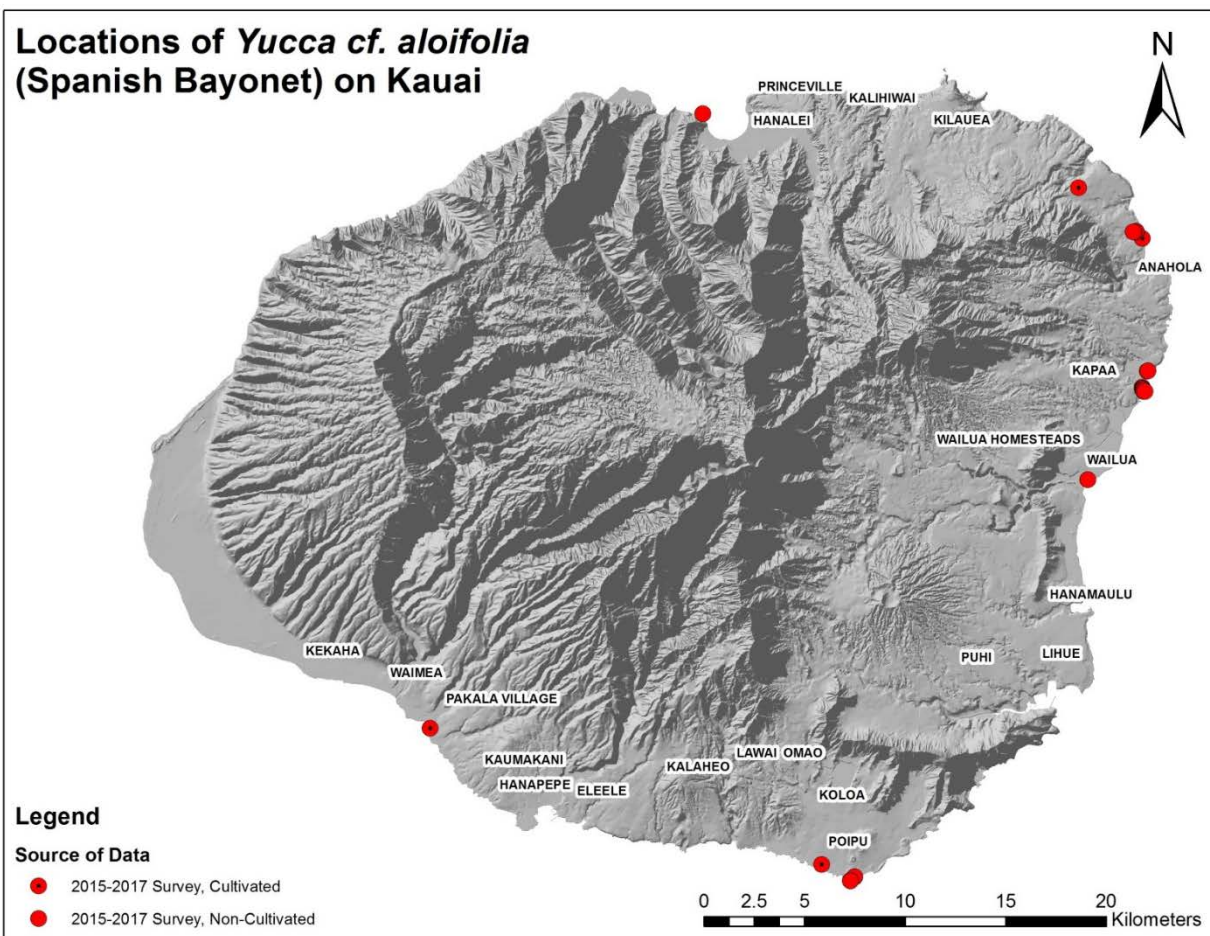 Locations of Yucca cf. aloifolia
(Spanish Bayonet) on Kauai
N
PRINCEVILLE
KALIHIWAI
HANALEI
KILAUEA
ANAHOLA
KAPAA
WAILUA HOMESTEADS
WAILUA
HANAMAULU
KEKAHA
WAIMEA
PUHI
LIHUE
PAKALA VILLAGE
KAUMAKANI
HANAPEPE
ELEELE
KALAHEO
LAWAI
OMAO
KOLOA
POIPU
Legend
Source of Data
2015-2017 Survey, Cultivated
2015-2017 Survey, Non-Cultivated
0 2.5 5 10 15 20
Kilometers